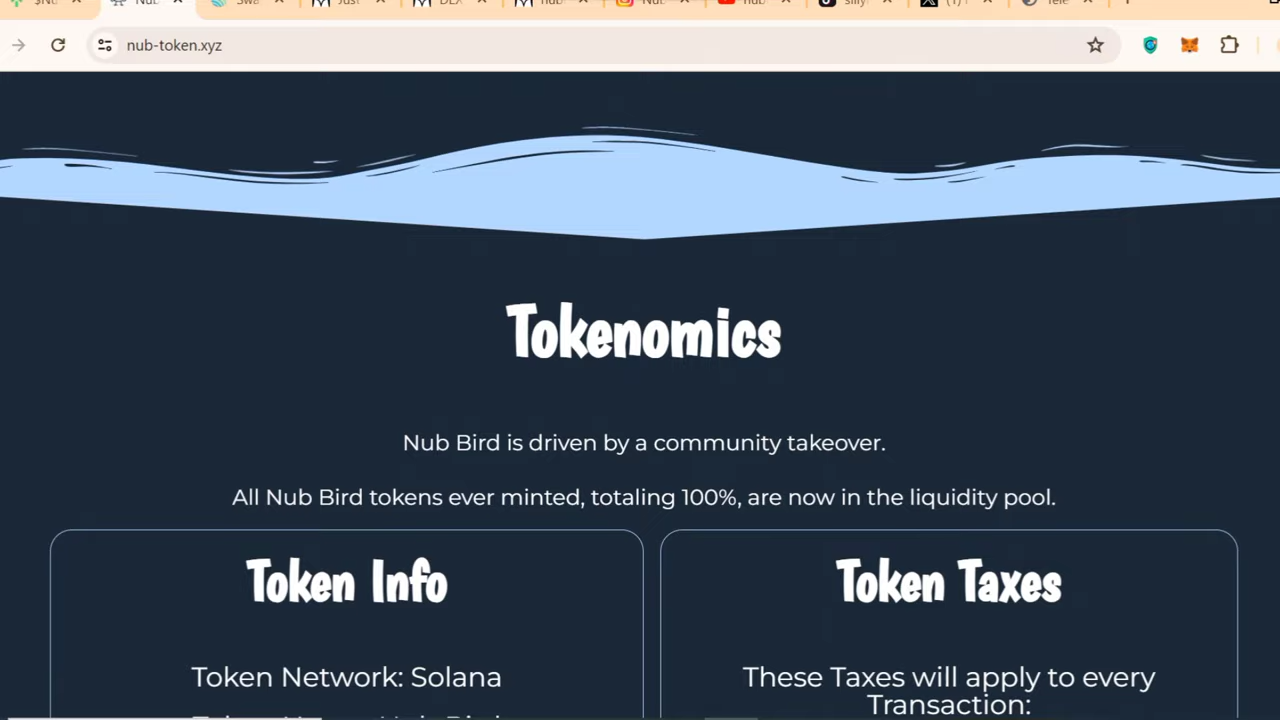 nub-token.xyz
Tokenomics
Nub Bird is driven by a community takeover.
All Nub Bird tokens ever minted, totaling 100%, are now in the liquidity pool.
Token Info
Token Taxes
Token Network: Solana
These Taxes will apply to every
Transaction: